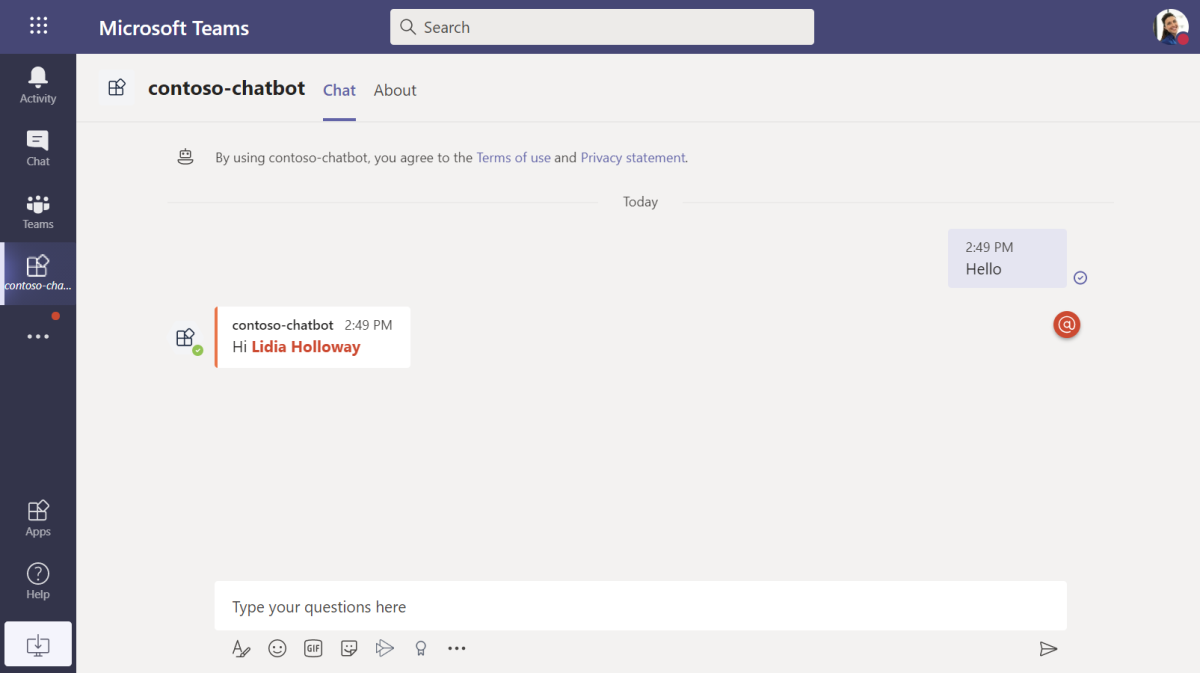 Microsoft Teams
Search
Activity
Chat
Teams
contoso-cha...
Apps
Help
contoso-chatbot Chat About
By using contoso-chatbot, you agree to the Terms of use and Privacy statement.
Today
2:49 PM
Hello
contoso-chatbot 2:49 PM
Hi Lidia Holloway
@
Type your questions here
GIF